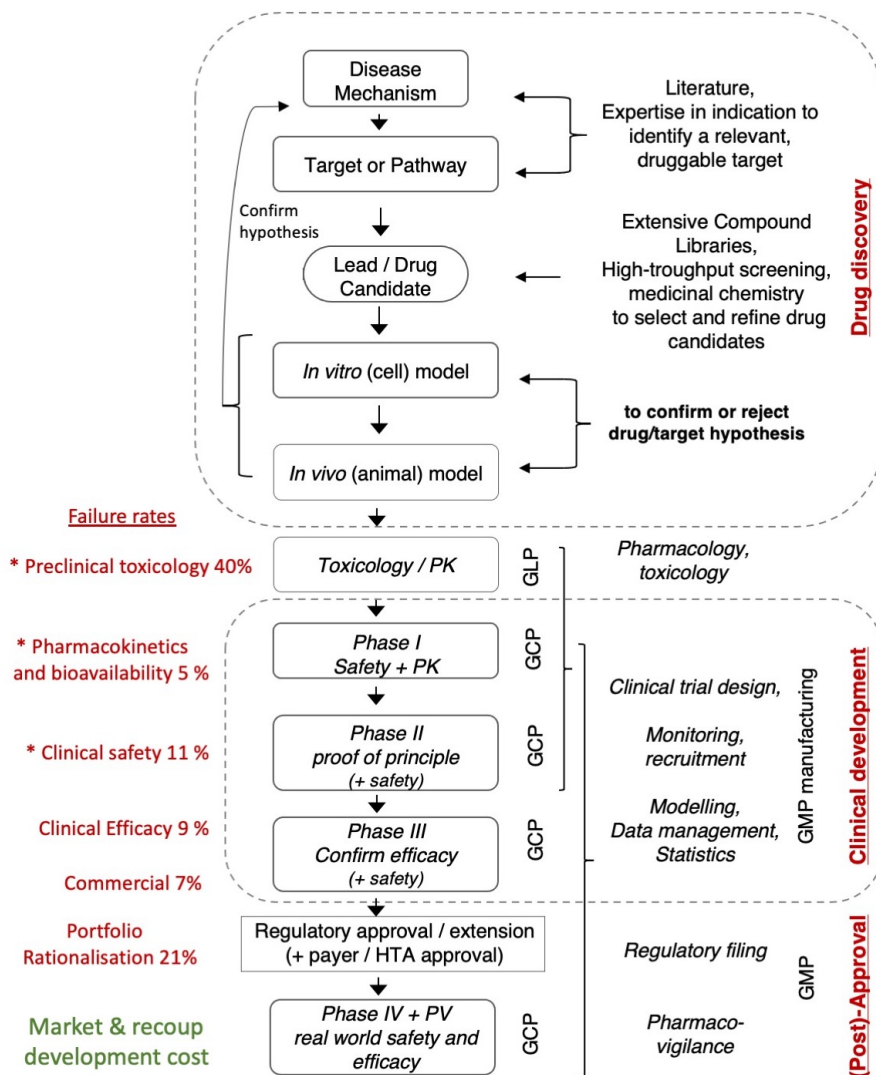 Disease
Mechanism
Literature,
Expertise in indication to
identify a relevant,
druggable target
Target or Pathway
Confirm
hypothesis
Lead / Drug
Candidate
Extensive Compound
Libraries,
High-troughput screening,
medicinal chemistry
to select and refine drug
candidates
Drug discovery
In vitro (cell) model
to confirm or reject
drug/target hypothesis
In vivo (animal) model
Failure rates
* Preclinical toxicology 40%
Toxicology / PK
GLP
Pharmacology,
toxicology
* Pharmacokinetics
and bioavailability 5 %
Phase I
Safety + PK
GCP
Clinical trial design,
* Clinical safety 11 %
Phase II
proof of principle
(+ safety)
GCP
Monitoring,
recruitment
Clinical Efficacy 9 %
Phase III
Confirm efficacy
(+ safety)
GCP
Modelling,
Data management,
Statistics
GMP manufacturing
Clinical development
Commercial 7%
Portfolio
Rationalisation 21%
Regulatory approval / extension
(+ payer / HTA approval)
Regulatory filing
GMP
(Post)-Approval
Market & recoup
development cost
Phase IV + PV
real world safety and
efficacy
GCP
Pharmaco-
vigilance